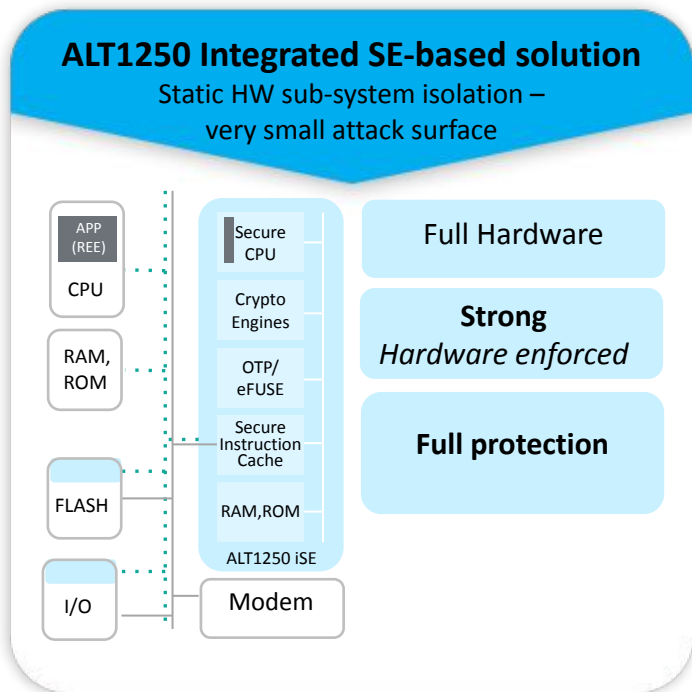 ALT1250 Integrated SE-based solution
Static HW sub-system isolation –
very small attack surface
APP
(REE)
CPU
RAM,
ROM
FLASH
I/O
Secure
CPU
Crypto
Engines
OTP/
eFUSE
Secure
Instruction
Cache
RAM,ROM
ALT1250 iSE
Modem
Full Hardware
Strong
Hardware enforced
Full protection